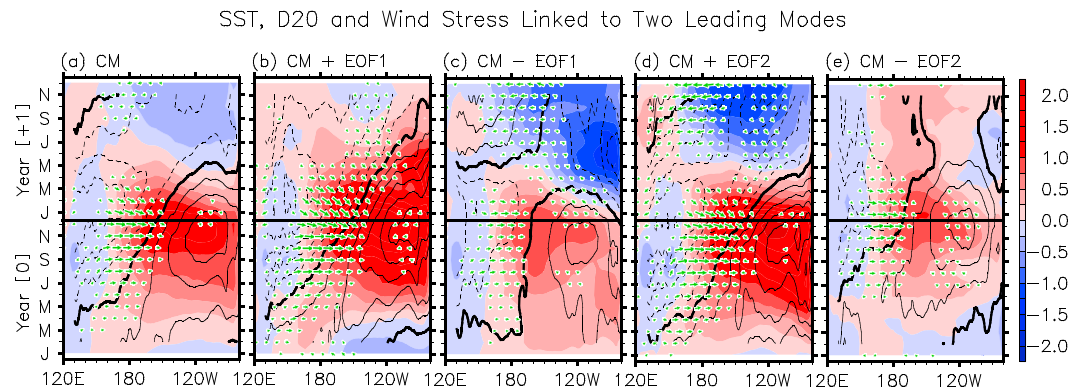 SST, D20 and Wind Stress Linked to Two Leading Modes
(a) CM
(b) CM + EOF1
(c) CM − EOF1
(d) CM + EOF2
(e) CM − EOF2
Year [+1]
Year [0]
N
S
J
M
M
J
N
S
J
M
M
J
120E 180 120W
120E 180 120W
120E 180 120W
120E 180 120W
120E 180 120W
2.0
1.5
1.0
0.5
0.0
−0.5
−1.0
−1.5
−2.0